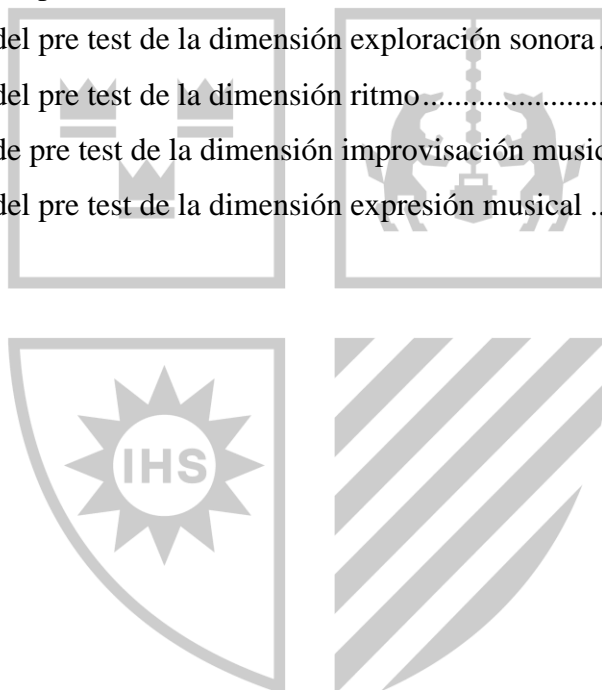 del pre test de la dimensión exploración sonora.
del pre test de la dimensión ritmo......................
de pre test de la dimensión improvisación
del pre test de la dimensión expresión musical ..
IHS